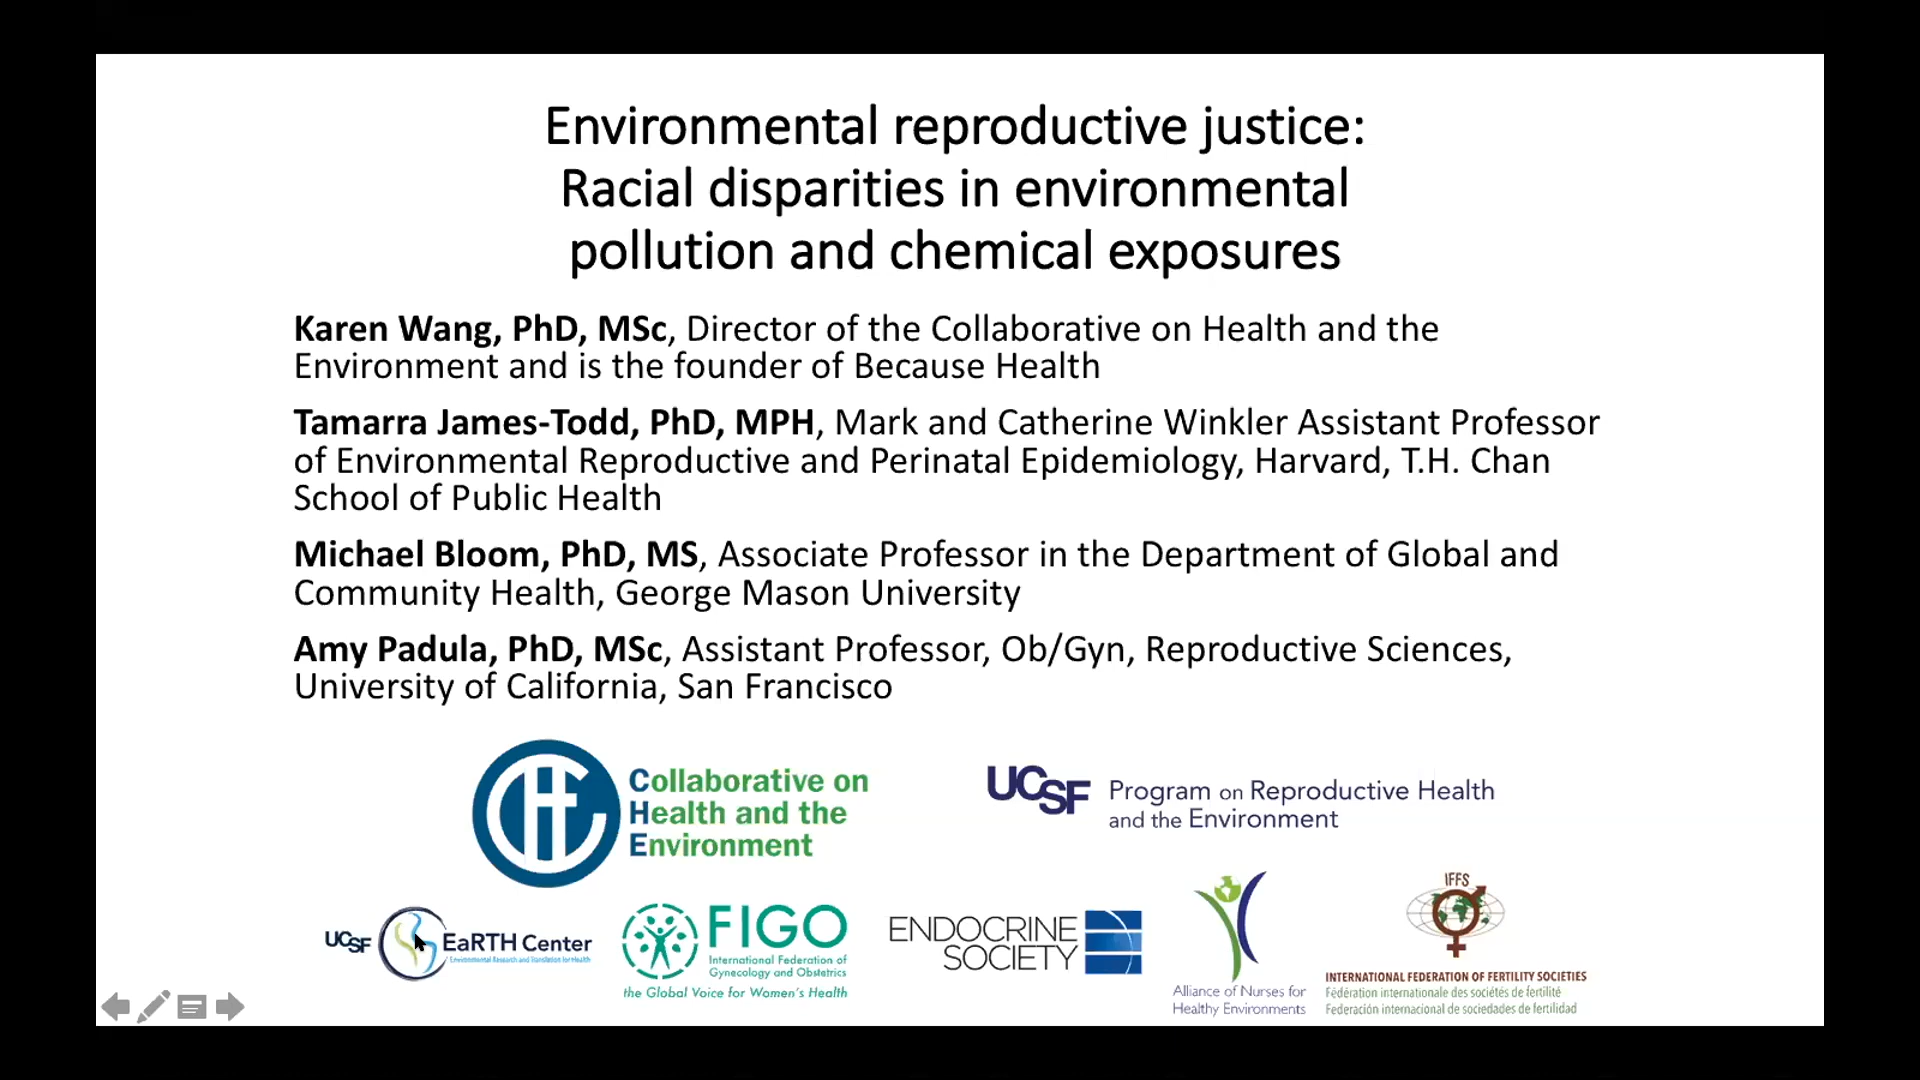 Environmental reproductive justice:
Racial disparities in environmental
pollution and chemical exposures
Karen Wang, PhD, MSc, Director of the Collaborative on Health and the
Environment and is the founder of Because Health
Tamarra James-Todd, PhD, MPH, Mark and Catherine Winkler Assistant Professor
of Environmental Reproductive and Perinatal Epidemiology, Harvard, T.H. Chan
School of Public Health
Michael Bloom, PhD, MS, Associate Professor in the Department of Global and
Community Health, George Mason University
Amy Padula, PhD, MSc, Assistant Professor, Ob/Gyn, Reproductive Sciences,
University of California, San Francisco
CHE
Collaborative on
Health and the
Environment
UCSF Program on Reproductive Health
and the Environment
UCSF EaRTH Center
Environmental Research and Translation for Health
FIGO
International Federation of
Gynecology and Obstetrics
the Global Voice for Women's Health
ENDOCRINE
SOCIETY
Alliance of Nurses for
Healthy Environments
IFFS
INTERNATIONAL FEDERATION OF FERTILITY SOCIETIES
Fédération internationale des sociétés de fertilité
Federación internacional de sociedades de fertilidad